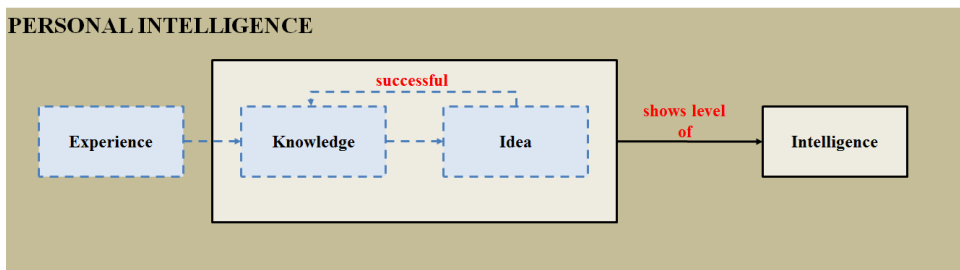 PERSONAL INTELLIGENCE
successful
Experience
Knowledge
Idea
shows level
of
Intelligence